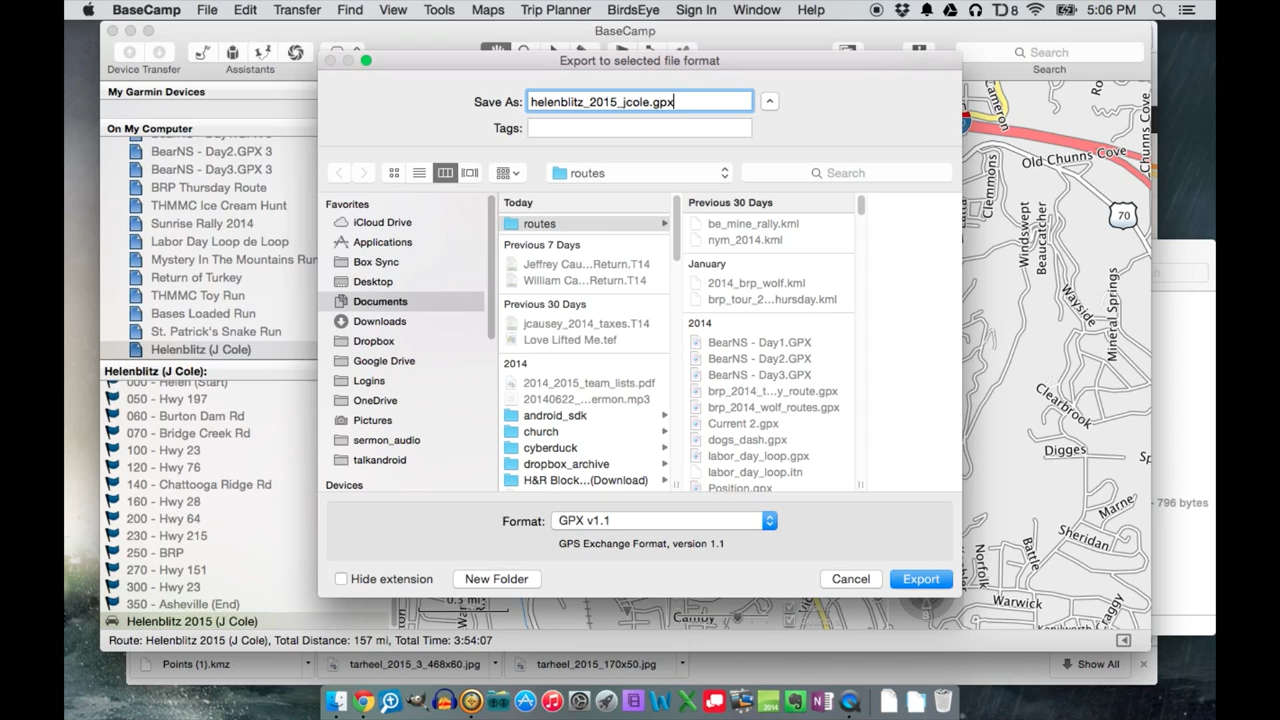 BaseCamp File Edit Transfer Find View Tools Maps Trip Planner BirdsEye Sign In Window Help 8 5:06 PM
BaseCamp
Device Transfer
Assistants
Search
Search
My Garmin Devices
On My Computer
BearNS - Day2.GPX 3
BearNS - Day3.GPX 3
BRP Thursday Route
THMMC Ice Cream Hunt
Sunrise Rally 2014
Labor Day Loop de Loop
Mystery In The Mountains Run
Return of Turkey
THMMC Toy Run
Bases Loaded Run
St. Patrick's Snake Run
Helenblitz (J Cole)
Helenblitz (J Cole):
000 - Helen (Start)
050 - Hwy 197
060 - Burton Dam Rd
070 - Bridge Creek Rd
100 - Hwy 23
120 - Hwy 76
140 - Chattooga Ridge Rd
160 - Hwy 28
200 - Hwy 64
230 - Hwy 215
250 - BRP
270 - Hwy 151
300 - Hwy 23
350 - Asheville (End)
Helenblitz 2015 (J Cole)
Route: Helenblitz 2015 (J Cole), Total Distance: 157 mi, Total Time: 3:54:07
Export to selected file format
Save As: helenblitz_2015_jcole.gpx
Tags:
routes
Search
Favorites
iCloud Drive
Applications
Box Sync
Desktop
Documents
Downloads
Dropbox
Google Drive
Logins
OneDrive
Pictures
sermon_audio
talkandroid
Devices
Today
routes
Previous 7 Days
Jeffrey Cau...Return.T14
William Ca...Return.T14
Previous 30 Days
jcausey_2014_taxes.T14
Love Lifted Me.tef
2014
2014_2015_team_lists.pdf
20140622_...ermon.mp3
android_sdk
church
cyberduck
dropbox_archive
H&R Block...(Download)
Previous 30 Days
be_mine_rally.kml
nym_2014.kml
January
2014_brp_wolf.kml
brp_tour_2...hursday.kml
2014
BearNS - Day1.GPX
BearNS - Day2.GPX
BearNS - Day3.GPX
brp_2014_t...y_route.gpx
brp_2014_wolf_routes.gpx
Current 2.gpx
dogs_dash.gpx
labor_day_loop.gpx
labor_day_loop.itn
Position.gpx
Format: GPX v1.1
GPS Exchange Format, version 1.1
Hide extension
New Folder
Cancel
Export
Cameron
Clemmons
Old Chunns Cove
Chunns Cove
70
Windswept
Beaucatcher
Wayside
Mineral Springs
Clearbrook
Digges
Sp
Marne
Sheridan
Norfolk
Battle
Warwick
Craggy
Camby
0.3 mi
796 bytes
Points (1).kmz
tarheel_2015_3_468x60.jpg
tarheel_2015_170x50.jpg
Show All
2014